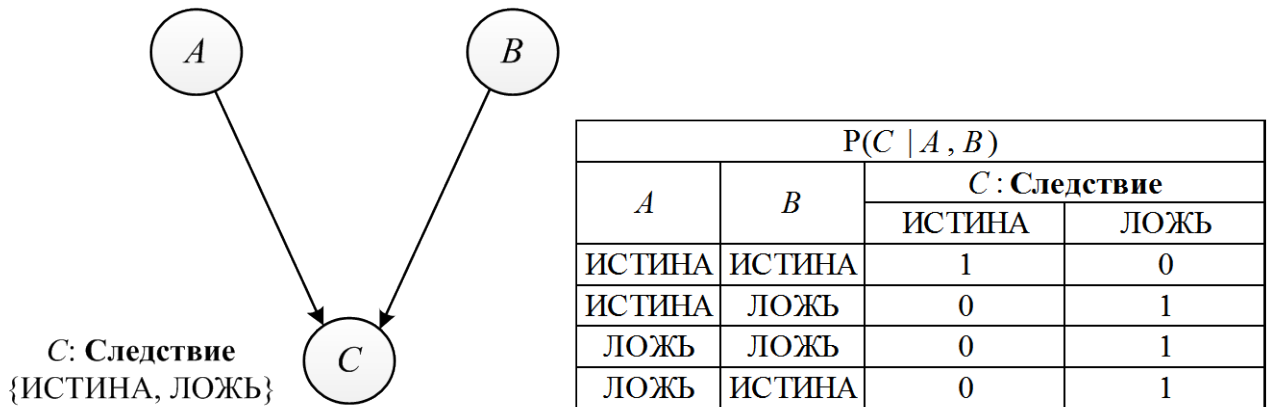 A
B
C: Следствие
{ИСТИНА, ЛОЖЬ}
C
P(C | A , B)
A B C : Следствие
ИСТИНА ЛОЖЬ
ИСТИНА ИСТИНА 1 0
ИСТИНА ЛОЖЬ 0 1
ЛОЖЬ ЛОЖЬ 0 1
ЛОЖЬ ИСТИНА 0 1